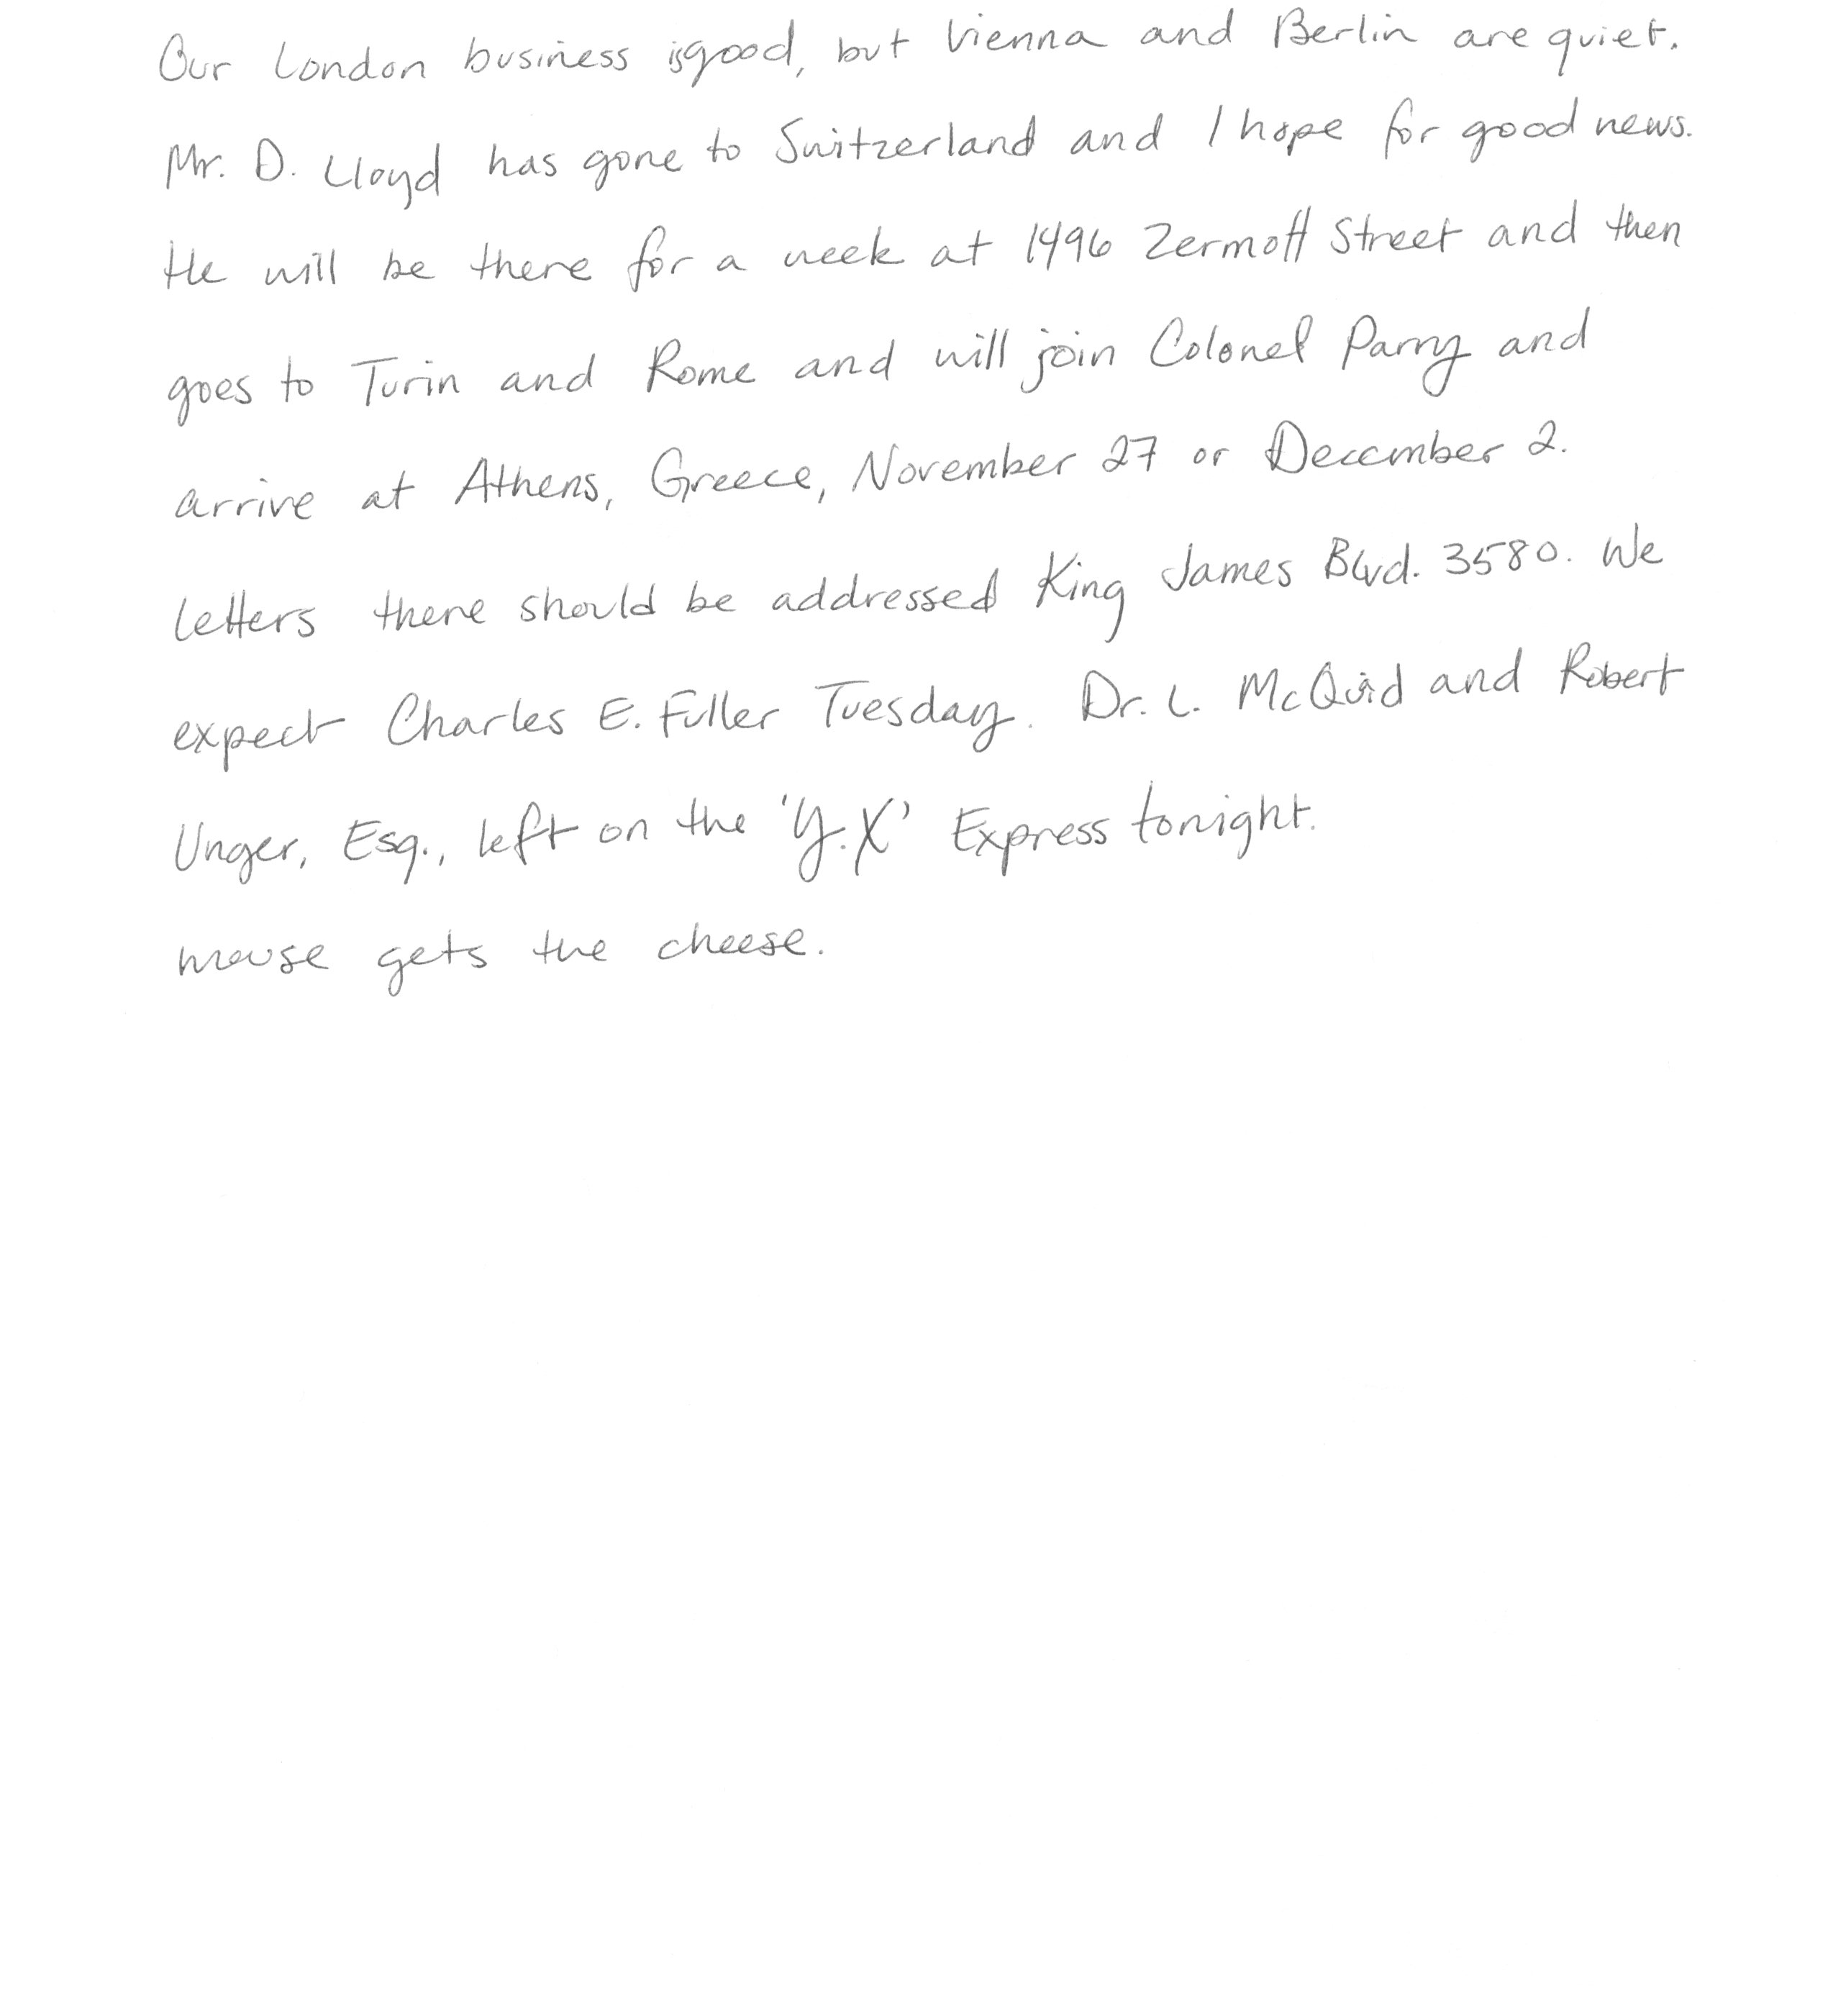 Our London business is good, but Vienna and Berlin are quiet.
Mr. D. Lloyd has gone to Switzerland and I hope for good news.
He will be there for a week at 1496 Zermott Street and then
goes to Turin and Rome and will join Colonel Parry and
arrive at Athens, Greece, November 27 or December 2.
Letters there should be addressed King James Blvd. 3580. We
expect Charles E. Fuller Tuesday. Dr. L. McQuid and Robert
Unger, Esq., left on the 'Y.X' Express tonight.
mouse gets the cheese.